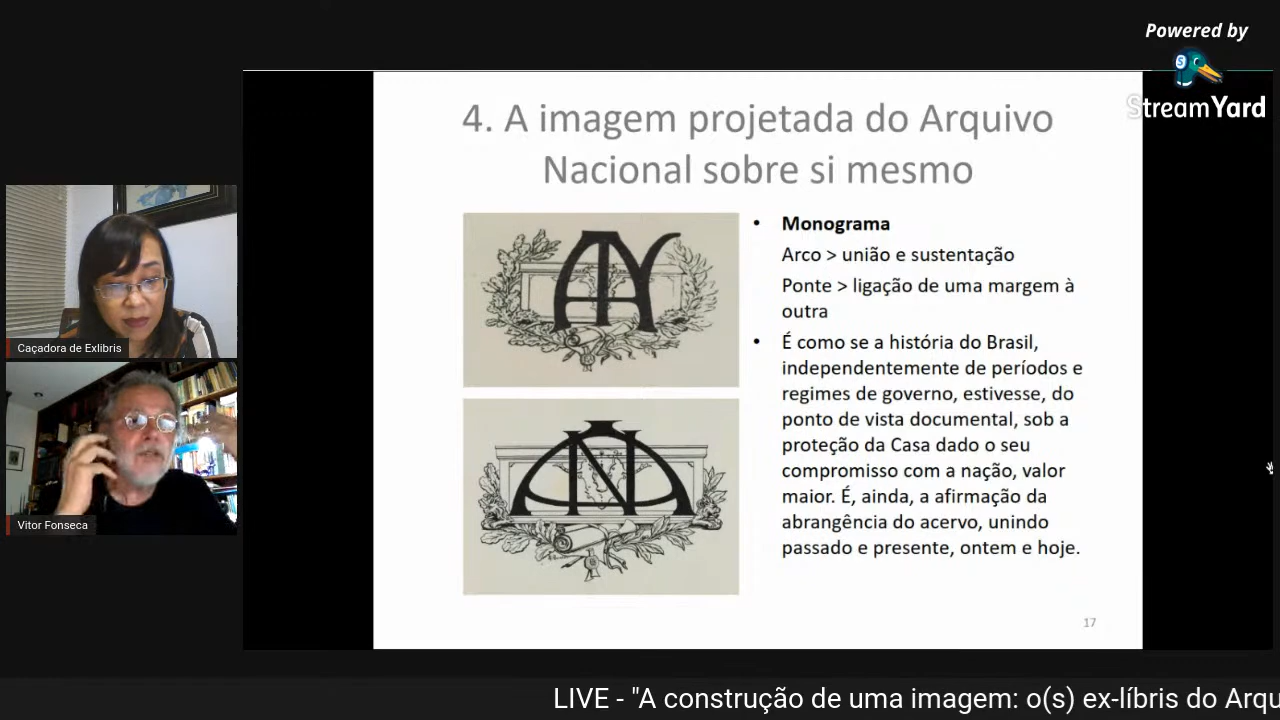 Powered by
StreamYard
4. A imagem projetada do Arquivo
Nacional sobre si mesmo
• Monograma
Arco > união e sustentação
Ponte > ligação de uma margem à
outra
• É como se a história do Brasil,
independentemente de períodos e
regimes de governo, estivesse, do
ponto de vista documental, sob a
proteção da Casa dado o seu
compromisso com a nação, valor
maior. É, ainda, a afirmação da
abrangência do acervo, unindo
passado e presente, ontem e hoje.
17
Caçadora de Exlibris
Vitor Fonseca
LIVE - "A construção de uma imagem: o(s) ex-líbris do Arqu